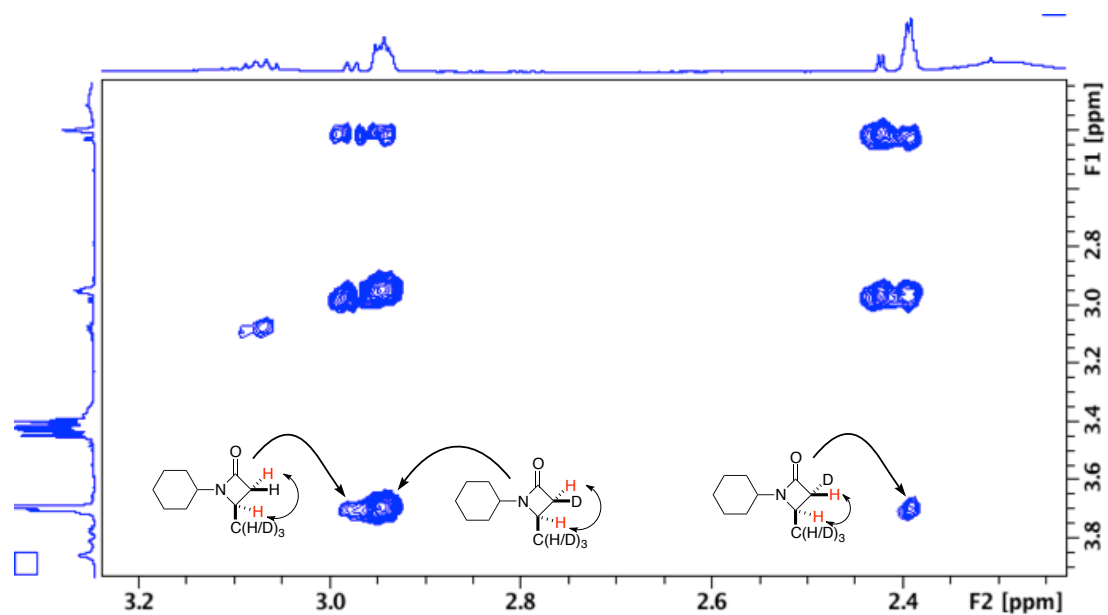 F1 [ppm]
2.8
3.0
3.2
3.4
3.6
3.8
O
H
N
H
H
C(H/D)3
O
H
N
D
H
C(H/D)3
O
D
N
H
H
C(H/D)3
3.2
3.0
2.8
2.6
2.4
F2 [ppm]